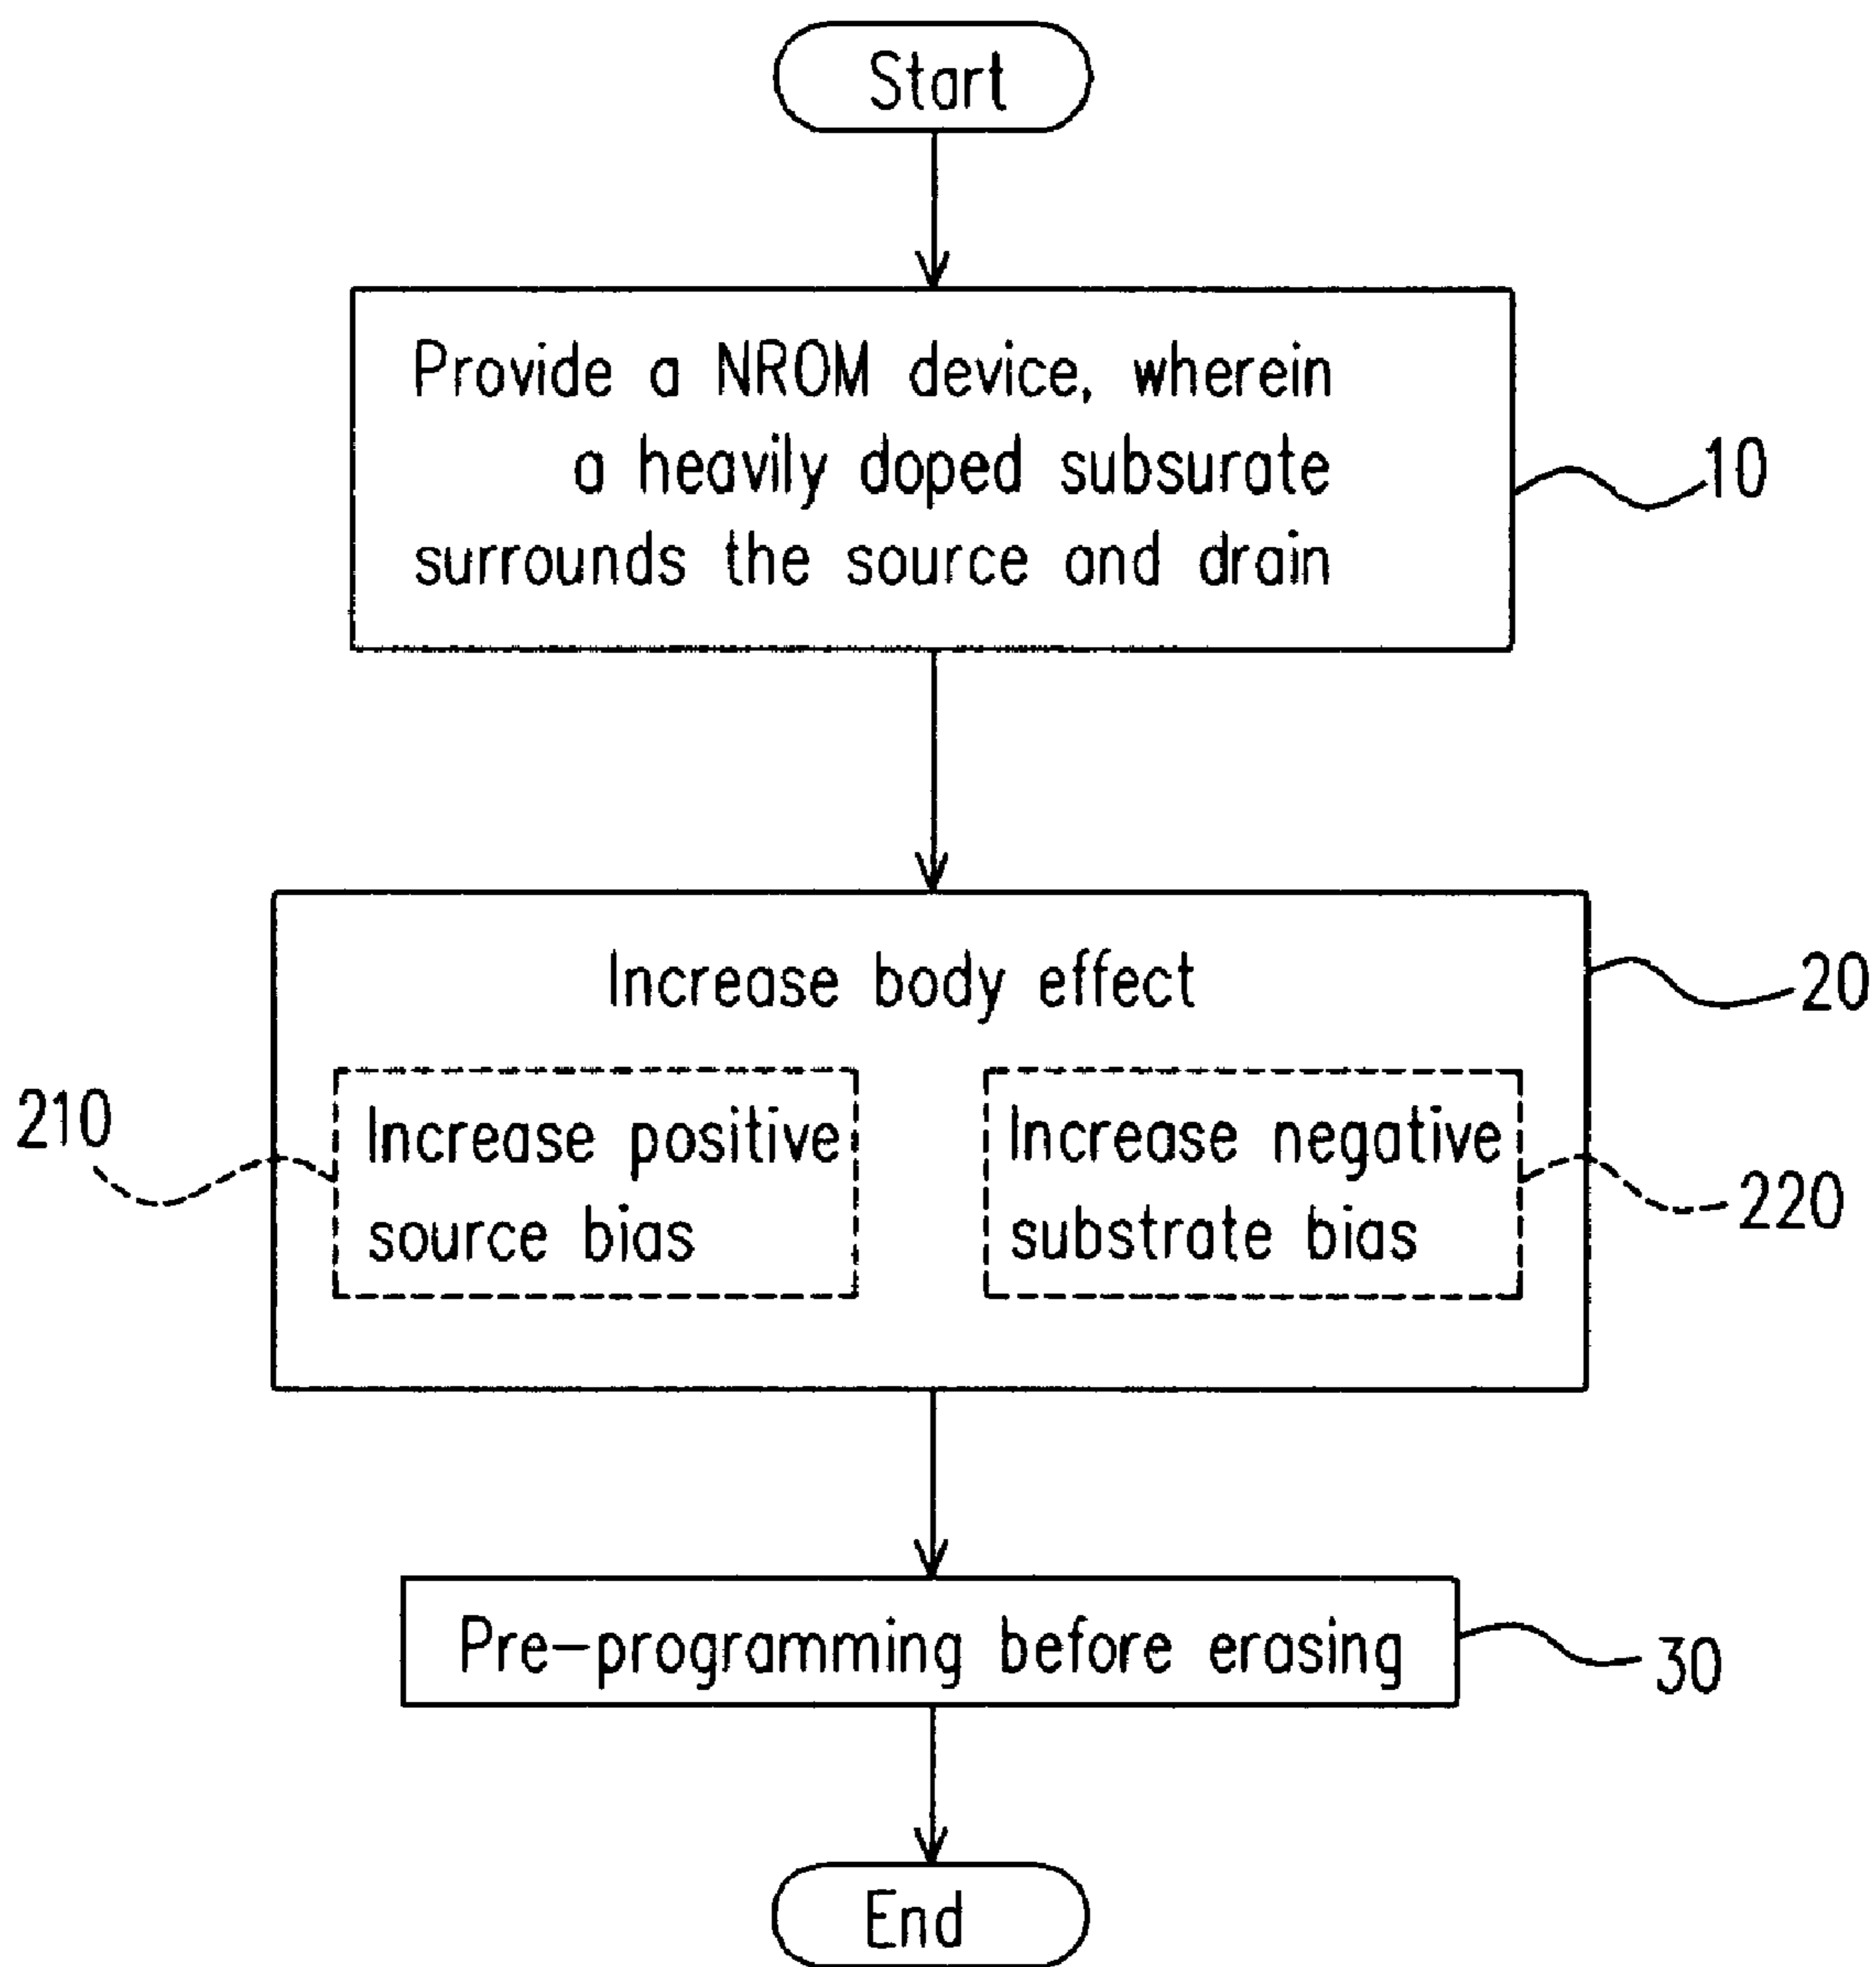 Start
Provide a NROM device, wherein
a heavily doped subsurate
surrounds the source and drain
10
Increase body effect
20
210
Increase positive
source bias
Increase negative
substrate bias
220
Pre-programming before erasing
30
End